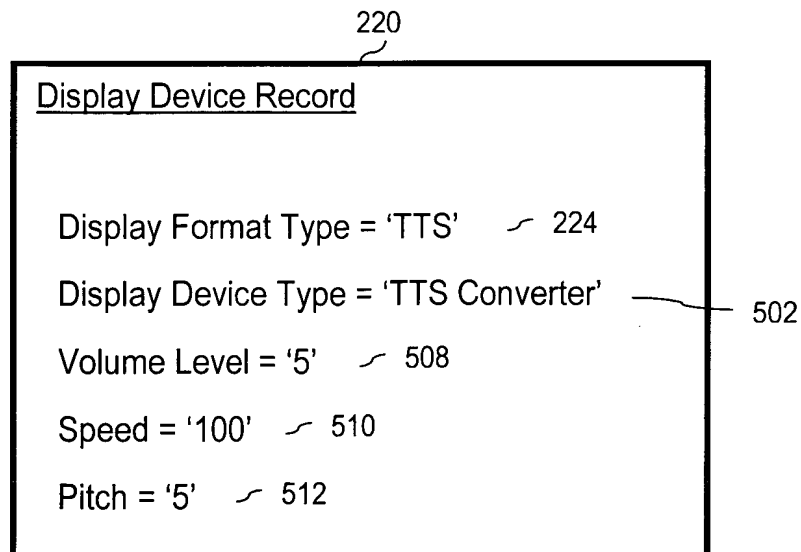 220
Display Device Record
Display Format Type = ‘TTS’ 224
Display Device Type = ‘TTS Converter’
502
Volume Level = ‘5’ 508
Speed = ‘100’ 510
Pitch = ‘5’ 512